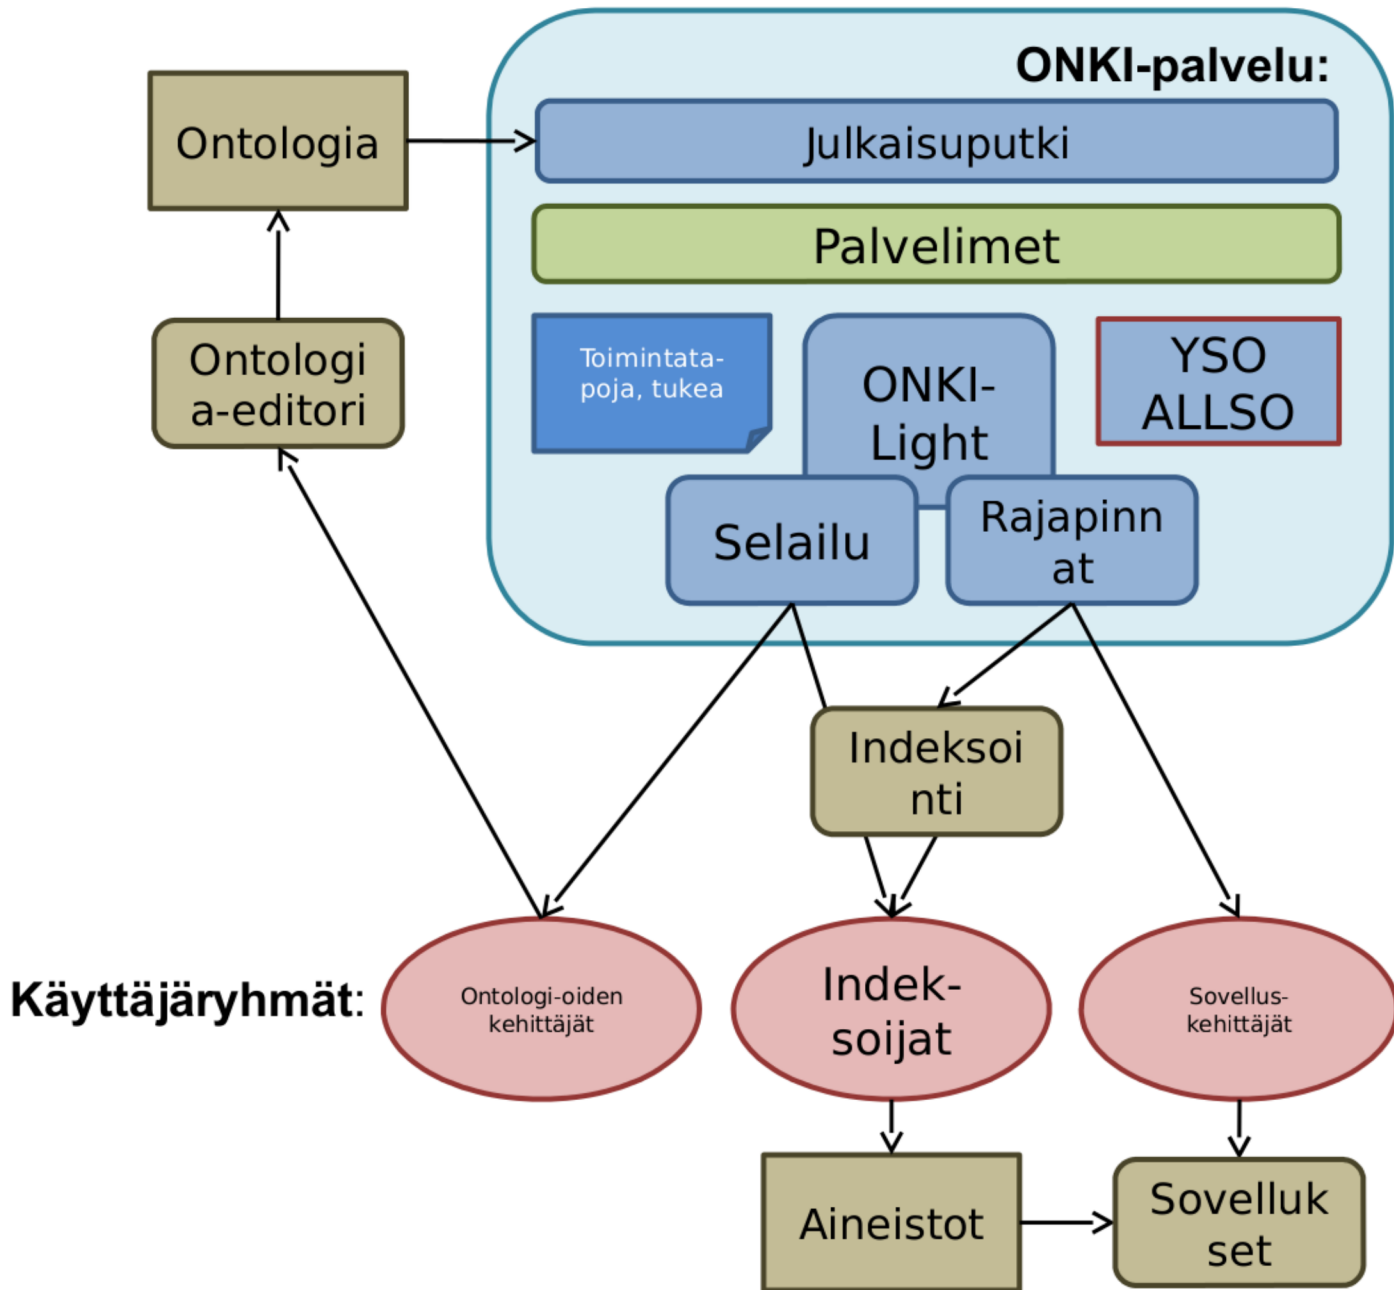 ONKI-palvelu:
Ontologia
Julkaisuputki
Palvelimet
Ontologi
a-editori
Toimintata-
poja, tukea
ONKI-
Light
YSO
ALLSO
Selailu
Rajapinn
at
Indeksoi
nti
Käyttäjäryhmät:
Ontologi-oiden
kehittäjät
Indek-
soijat
Sovellus-
kehittäjät
Aineistot
Sovelluk
set